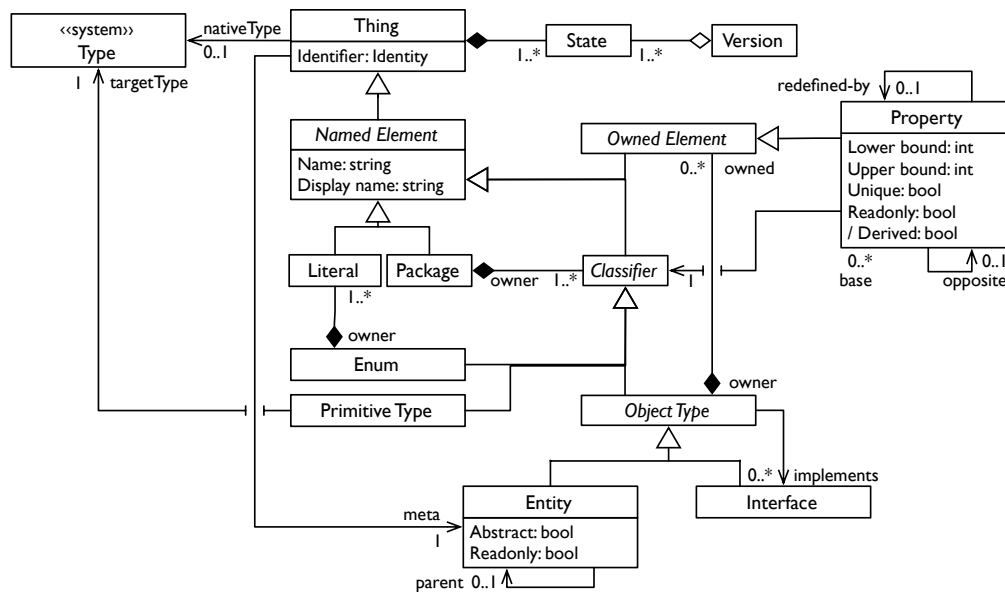 ‹‹system››
Type
nativeType
0..1
Thing
Identifier: Identity
1..*
State
1..*
Version
1
targetType
redefined-by
0..1
Property
Lower bound: int
Upper bound: int
Unique: bool
Readonly: bool
/ Derived: bool
Named Element
Name: string
Display name: string
Owned Element
0..*
owned
Literal
1..*
Package
owner
1..*
Classifier
1
0..*
base
0..1
opposite
owner
Enum
Primitive Type
owner
Object Type
0..*
implements
Interface
meta
1
Entity
Abstract: bool
Readonly: bool
parent
0..1